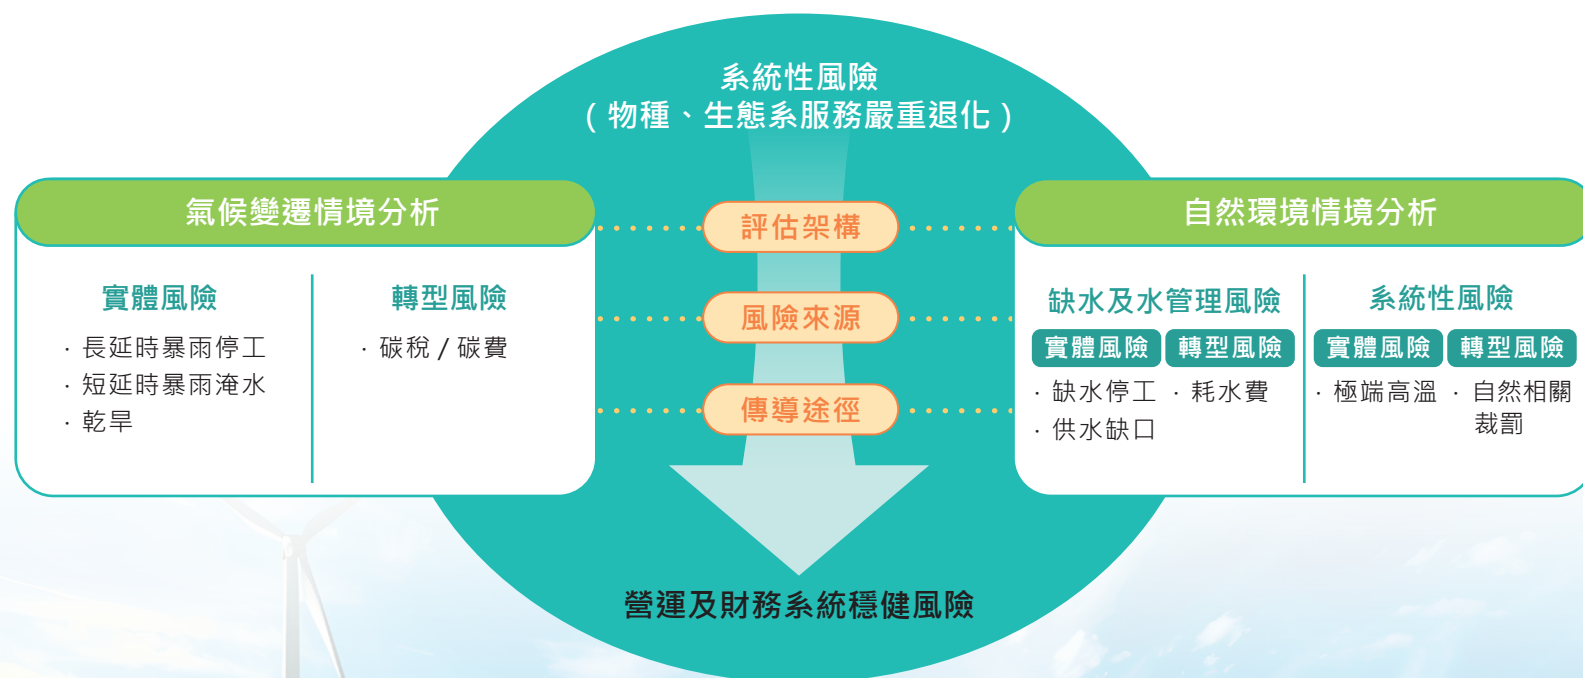 系統性風險
(物種、生態系服務嚴重退化)
氣候變遷情境分析
實體風險
· 長延時暴雨停工
· 短延時暴雨淹水
· 乾旱
轉型風險
· 碳稅 / 碳費
評估架構
風險來源
傳導途徑
自然環境情境分析
缺水及水管理風險
實體風險
· 缺水停工
· 供水缺口
轉型風險
· 耗水費
系統性風險
實體風險
· 極端高溫
轉型風險
· 自然相關
裁罰
營運及財務系統穩健風險